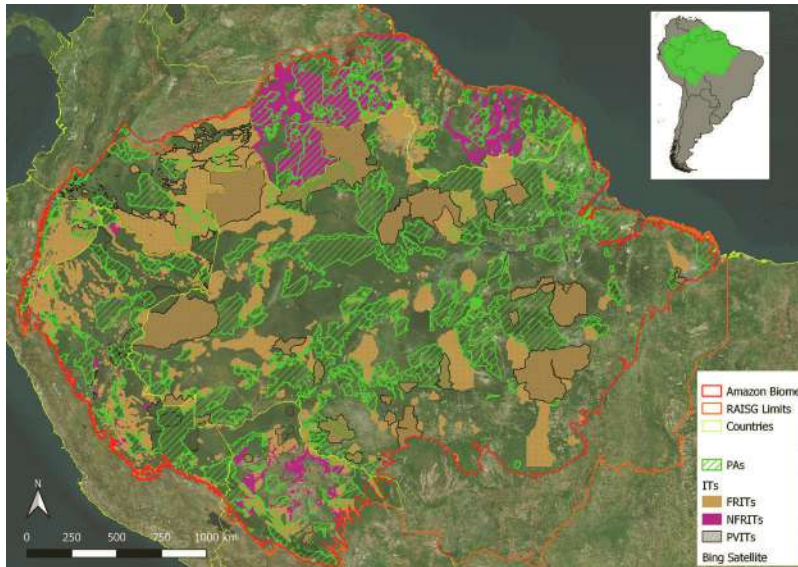 Amazon Biome
RAISG Limits
Countries
PAs
ITs
FRITs
NFRITs
PVITs
Bing Satellite
N
0 250 500 750 1000 km